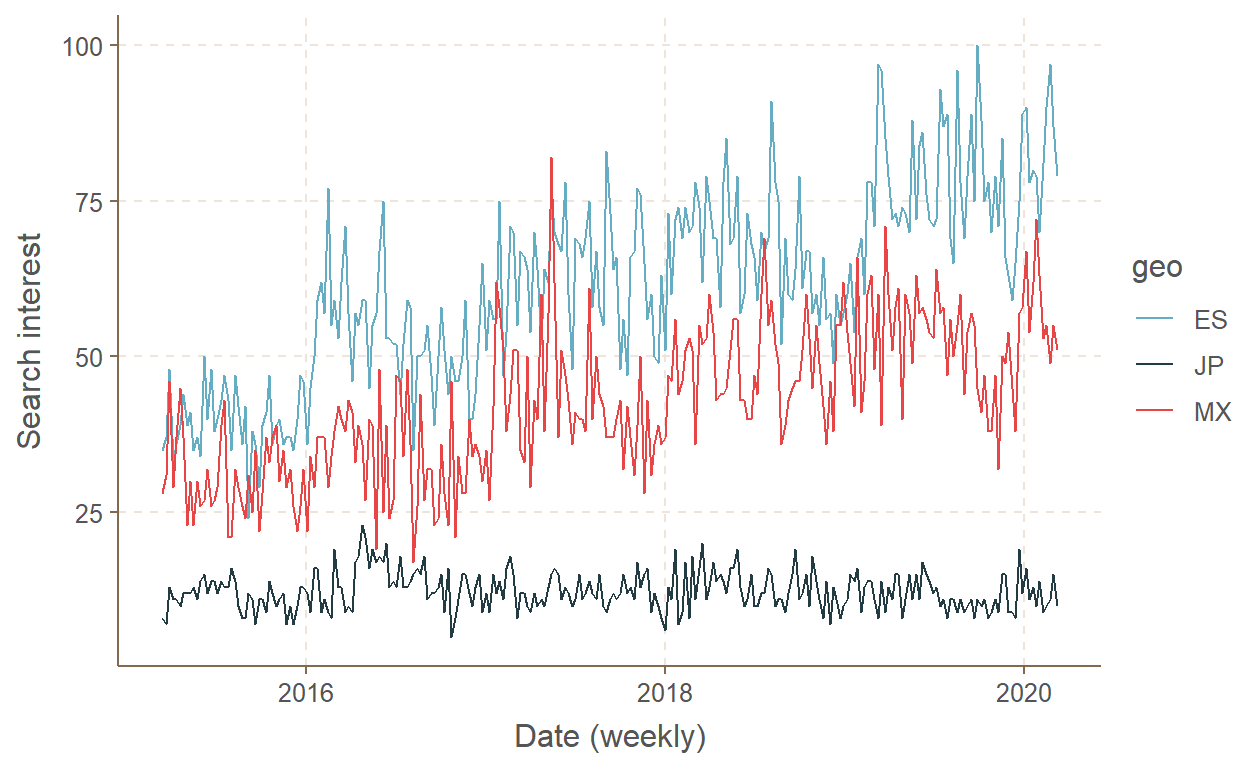 100
75
50
25
Search interest
2016
2018
2020
Date (weekly)
geo
ES
JP
MX